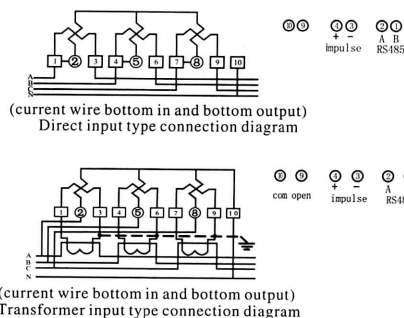 ⑩ ⑨ ④ ③ ② ①
+ - A B
impulse RS485
1 ② 3 4 ⑤ 6 7 ⑧ 9 10
A
B
C
N
(current wire bottom in and bottom output)
Direct input type connection diagram
⑩ ⑨ ④ ③ ②
+ - A
com open impulse RS48
1 ② 3 4 ⑤ 6 7 ⑧ 9 10
A
B
C
N
(current wire bottom in and bottom output)
Transformer input type connection diagram